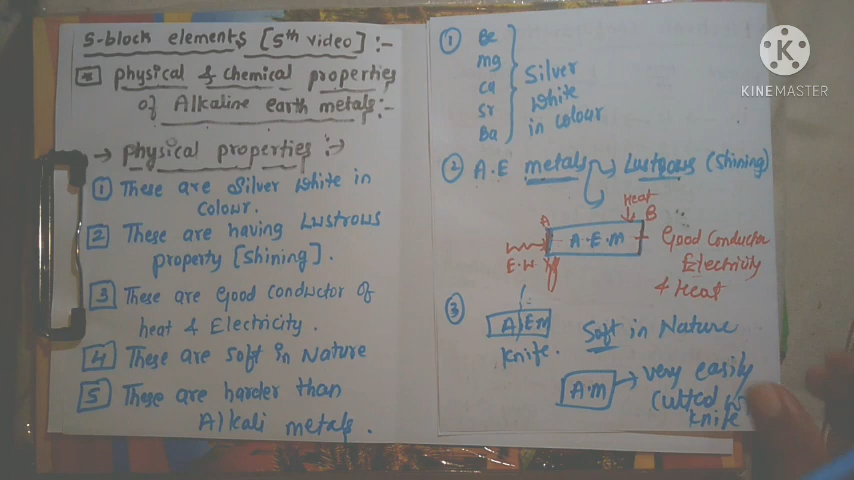 S-block elements [5th video] :-
* physical & chemical properties
of Alkaline earth metals:-
→ physical properties :→
1 These are Silver White in
colour.
2 These are having Lustrous
property [Shining].
3 These are Good Conductor of
heat & Electricity.
4 These are soft in Nature
5 These are harder than
Alkali metals.
1 Be
mg
ca
Sr
Ba
Silver
White
in colour
2 A.E metals → Lustrous (Shining)
Heat
A B
A.E.M Good Conductor
E.W Electricity
& Heat
3 A EM Soft in Nature
knife.
A.M → very easily
Cutted
knife
KINEMASTER